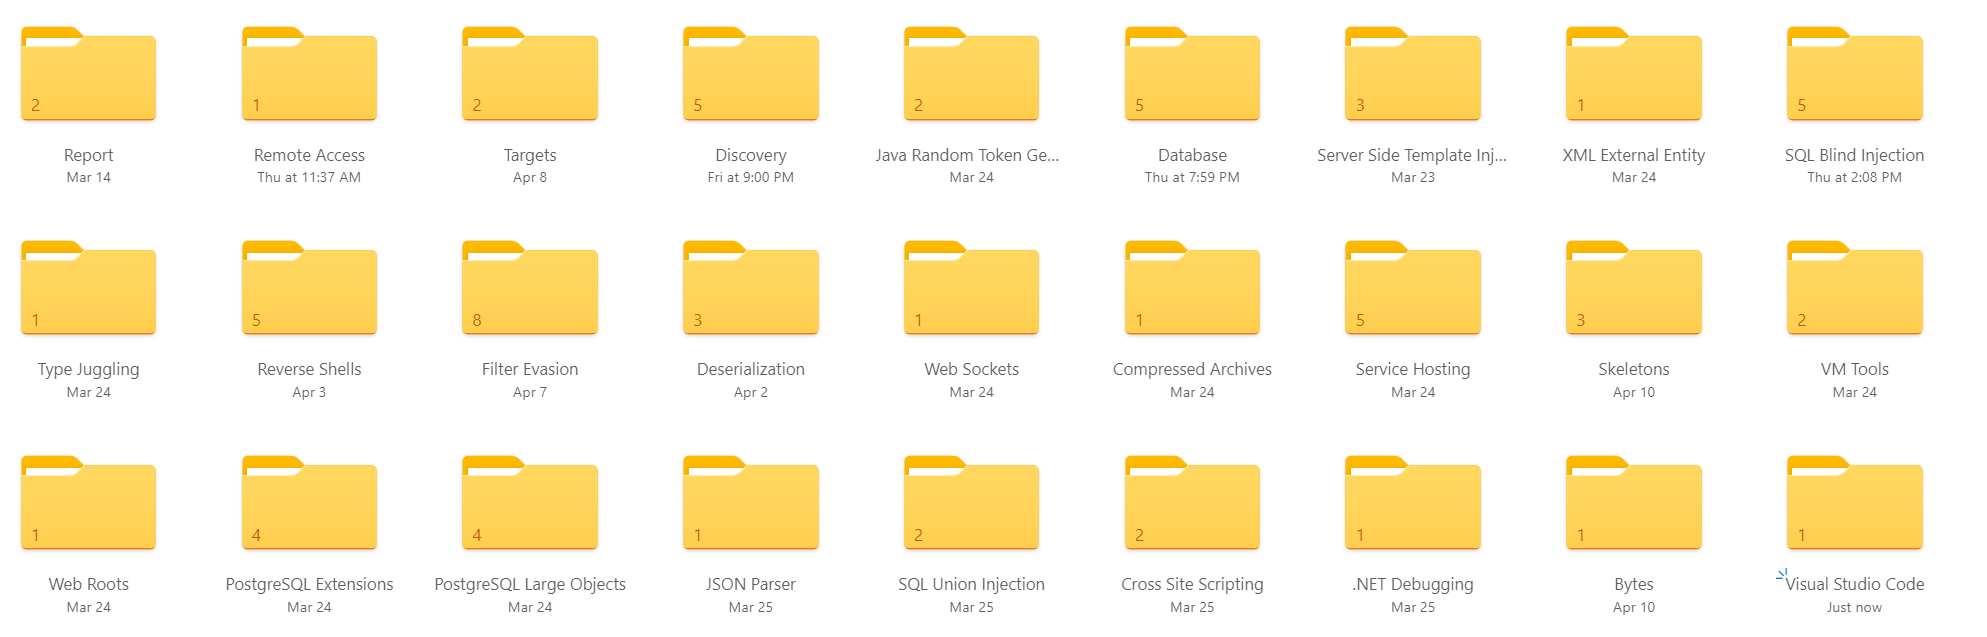 2
1
2
5
2
5
3
1
5
Report
Remote Access
Targets
Discovery
Java Random Token Ge...
Database
Server Side Template Inj...
XML External Entity
SQL Blind Injection
Mar 14
Thu at 11:37 AM
Apr 8
Fri at 9:00 PM
Mar 24
Thu at 7:59 PM
Mar 23
Mar 24
Thu at 2:08 PM
1
5
8
3
1
1
5
3
2
Type Juggling
Reverse Shells
Filter Evasion
Deserialization
Web Sockets
Compressed Archives
Service Hosting
Skeletons
VM Tools
Mar 24
Apr 3
Apr 7
Apr 2
Mar 24
Mar 24
Mar 24
Apr 10
Mar 24
1
4
4
1
2
2
1
1
1
Web Roots
PostgreSQL Extensions
PostgreSQL Large Objects
JSON Parser
SQL Union Injection
Cross Site Scripting
.NET Debugging
Bytes
Visual Studio Code
Mar 24
Mar 24
Mar 24
Mar 25
Mar 25
Mar 25
Mar 25
Apr 10
Just now